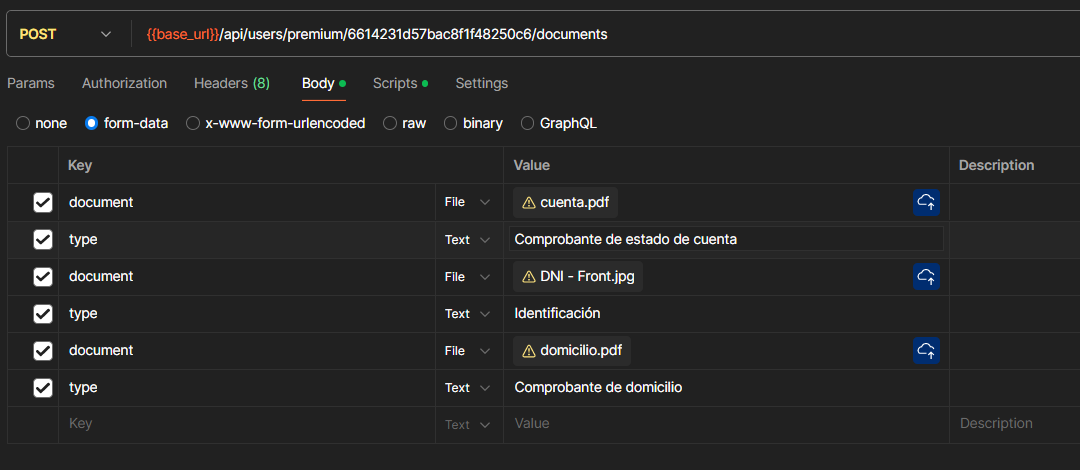 POST {{base_url}}/api/users/premium/6614231d57bac8f1f48250c6/documents
Params Authorization Headers (8) Body Scripts Settings
none form-data x-www-form-urlencoded raw binary GraphQL
Key Value Description
document File cuenta.pdf
type Text Comprobante de estado de cuenta
document File DNI - Front.jpg
type Text Identificación
document File domicilio.pdf
type Text Comprobante de domicilio
Key Text Value Description